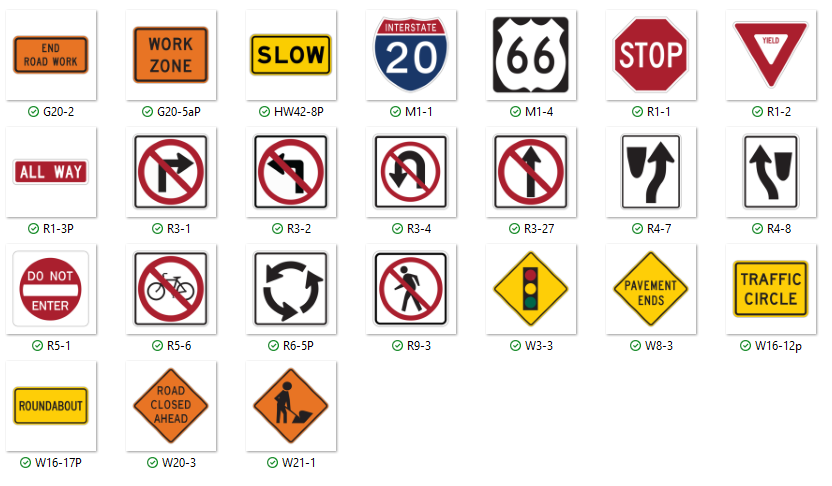 END
ROAD WORK
WORK
ZONE
SLOW
INTERSTATE
20
66
STOP
YIELD
G20-2
G20-5aP
HW42-8P
M1-1
M1-4
R1-1
R1-2
ALL WAY
R1-3P
R3-1
R3-2
R3-4
R3-27
R4-7
R4-8
DO NOT
ENTER
PAVEMENT
ENDS
TRAFFIC
CIRCLE
R5-1
R5-6
R6-5P
R9-3
W3-3
W8-3
W16-12p
ROUNDABOUT
ROAD
CLOSED
AHEAD
W16-17P
W20-3
W21-1